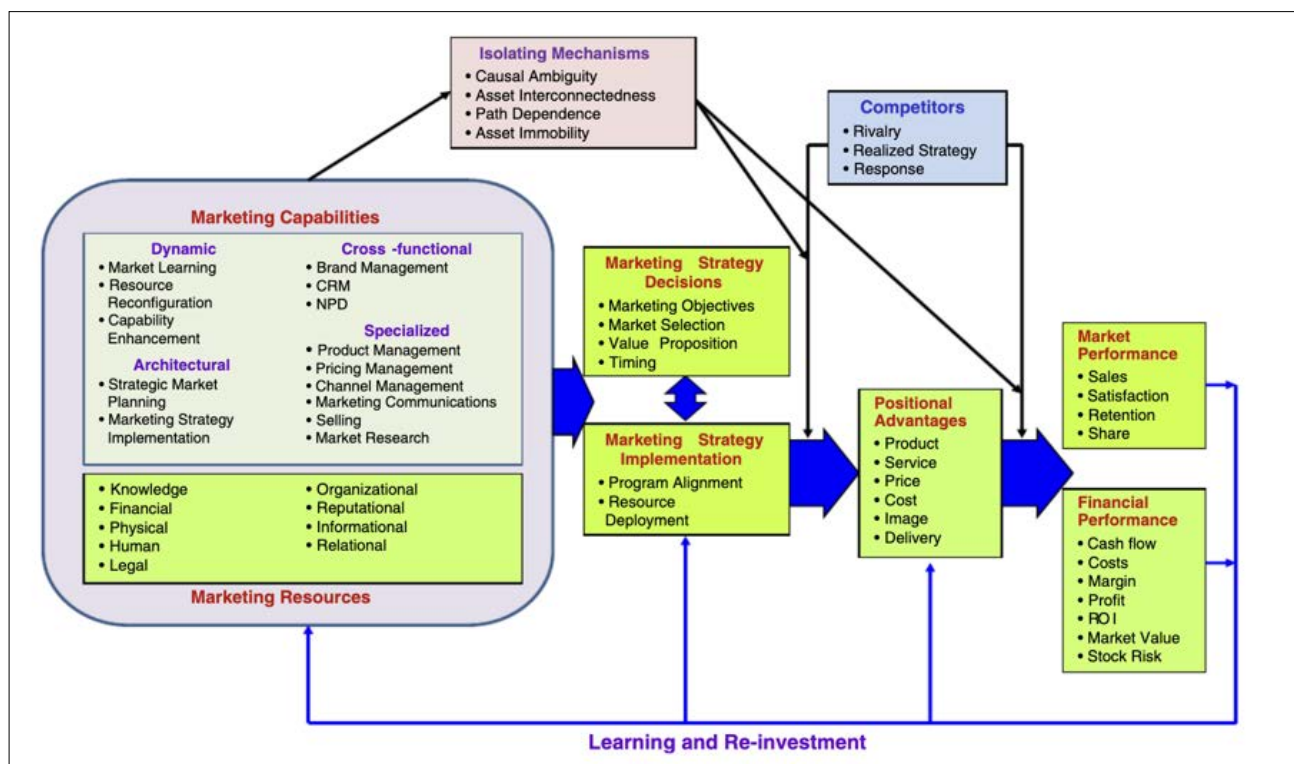 Isolating Mechanisms
• Causal Ambiguity
• Asset Interconnectedness
• Path Dependence
• Asset Immobility
Competitors
• Rivalry
• Realized Strategy
• Response
Marketing Capabilities
Dynamic
• Market Learning
• Resource
Reconfiguration
• Capability
Enhancement
Architectural
• Strategic Market
Planning
• Marketing Strategy
Implementation
Cross -functional
• Brand Management
• CRM
• NPD
Specialized
• Product Management
• Pricing Management
• Channel Management
• Marketing Communications
• Selling
• Market Research
• Knowledge
• Financial
• Physical
• Human
• Legal
• Organizational
• Reputational
• Informational
• Relational
Marketing Resources
Marketing Strategy
Decisions
• Marketing Objectives
• Market Selection
• Value Proposition
• Timing
Marketing Strategy
Implementation
• Program Alignment
• Resource
Deployment
Positional
Advantages
• Product
• Service
• Price
• Cost
• Image
• Delivery
Market
Performance
• Sales
• Satisfaction
• Retention
• Share
Financial
Performance
• Cash flow
• Costs
• Margin
• Profit
• ROI
• Market Value
• Stock Risk
Learning and Re-investment